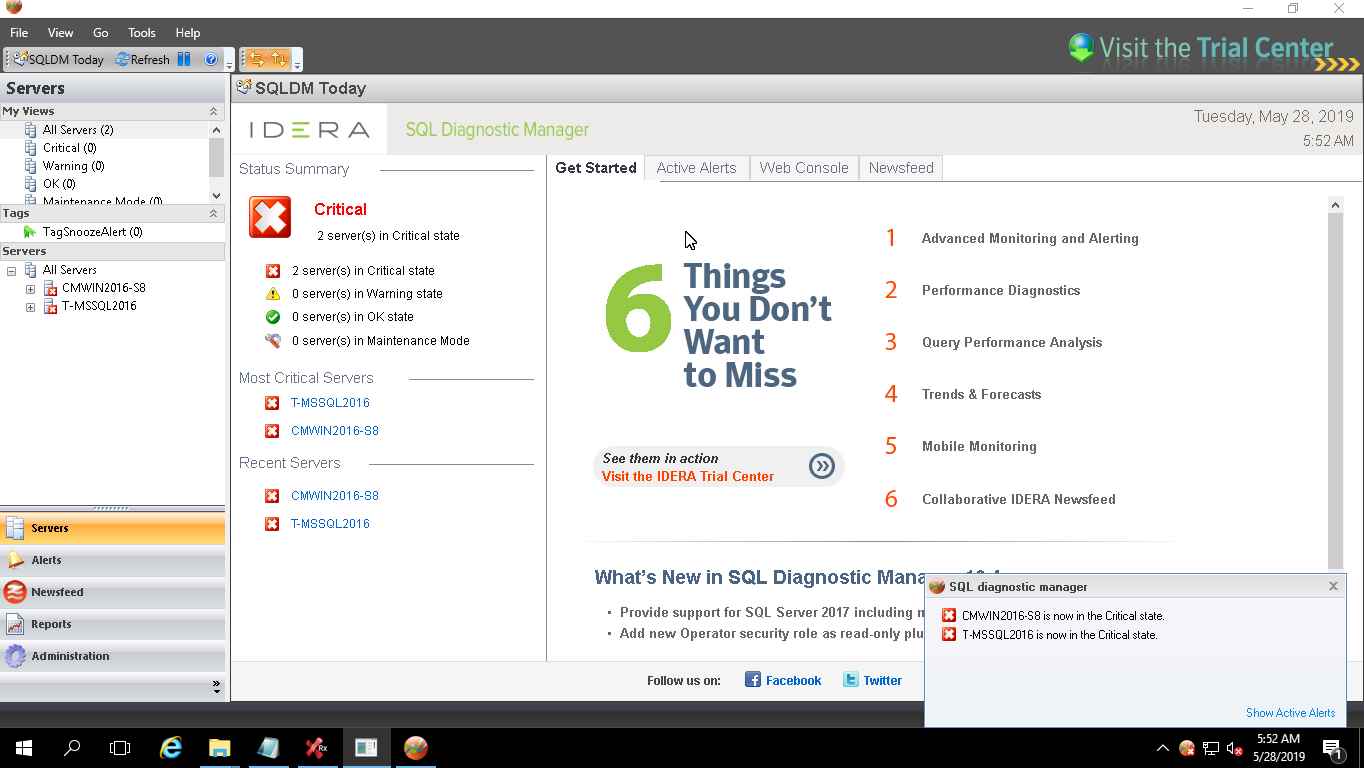 File View Go Tools Help
Visit the Trial Center
SQLDM Today Refresh
Servers
My Views
All Servers (2)
Critical (0)
Warning (0)
OK (0)
Maintenance Mode (0)
Tags
TagSnoozeAlert (0)
Servers
All Servers
CMWIN2016-S8
T-MSSQL2016
Servers
Alerts
Newsfeed
Reports
Administration
SQLDM Today
IDERA SQL Diagnostic Manager
Tuesday, May 28, 2019
5:52 AM
Status Summary
Critical
2 server(s) in Critical state
2 server(s) in Critical state
0 server(s) in Warning state
0 server(s) in OK state
0 server(s) in Maintenance Mode
Most Critical Servers
T-MSSQL2016
CMWIN2016-S8
Recent Servers
CMWIN2016-S8
T-MSSQL2016
Get Started Active Alerts Web Console Newsfeed
6 Things
You Don't
Want
to Miss
See them in action
Visit the IDERA Trial Center
1 Advanced Monitoring and Alerting
2 Performance Diagnostics
3 Query Performance Analysis
4 Trends & Forecasts
5 Mobile Monitoring
6 Collaborative IDERA Newsfeed
What's New in SQL Diagnostic
• Provide support for SQL Server 2017 including
• Add new Operator security role as read-only
Follow us on: Facebook Twitter
SQL diagnostic manager
CMWIN2016-S8 is now in the Critical state.
T-MSSQL2016 is now in the Critical state.
Show Active Alerts
Rx
5:52 AM
5/28/2019
1